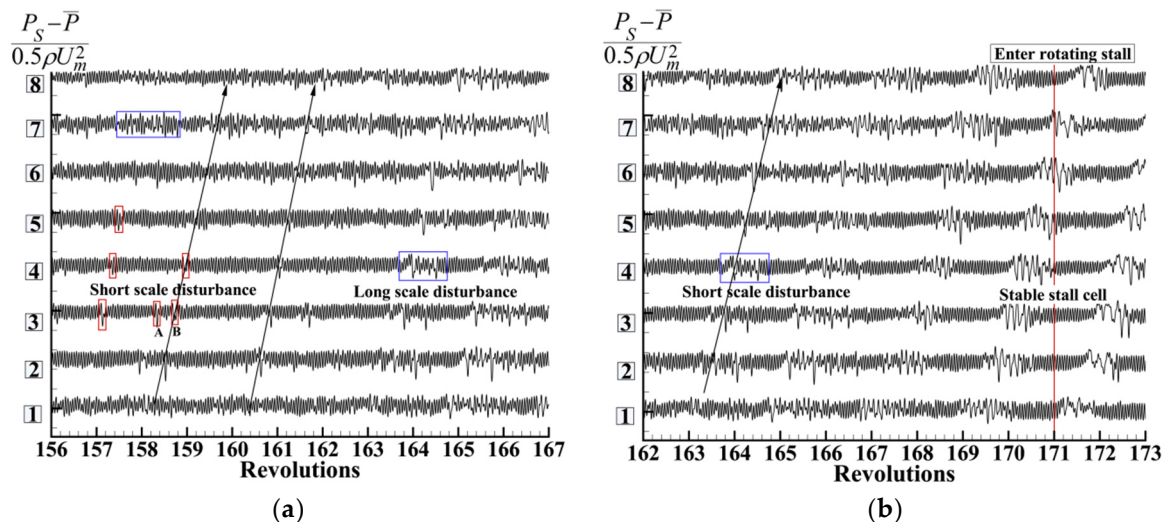 P_S − P̅
0.5ρU_m^2
8
7
6
5
4
Short scale disturbance
Long scale disturbance
3
A
B
2
1
156 157 158 159 160 161 162 163 164 165 166 167
Revolutions
(a)
P_S − P̅
0.5ρU_m^2
Enter rotating stall
8
7
6
5
4
Short scale disturbance
Stable stall cell
3
2
1
162 163 164 165 166 167 168 169 170 171 172 173
Revolutions
(b)